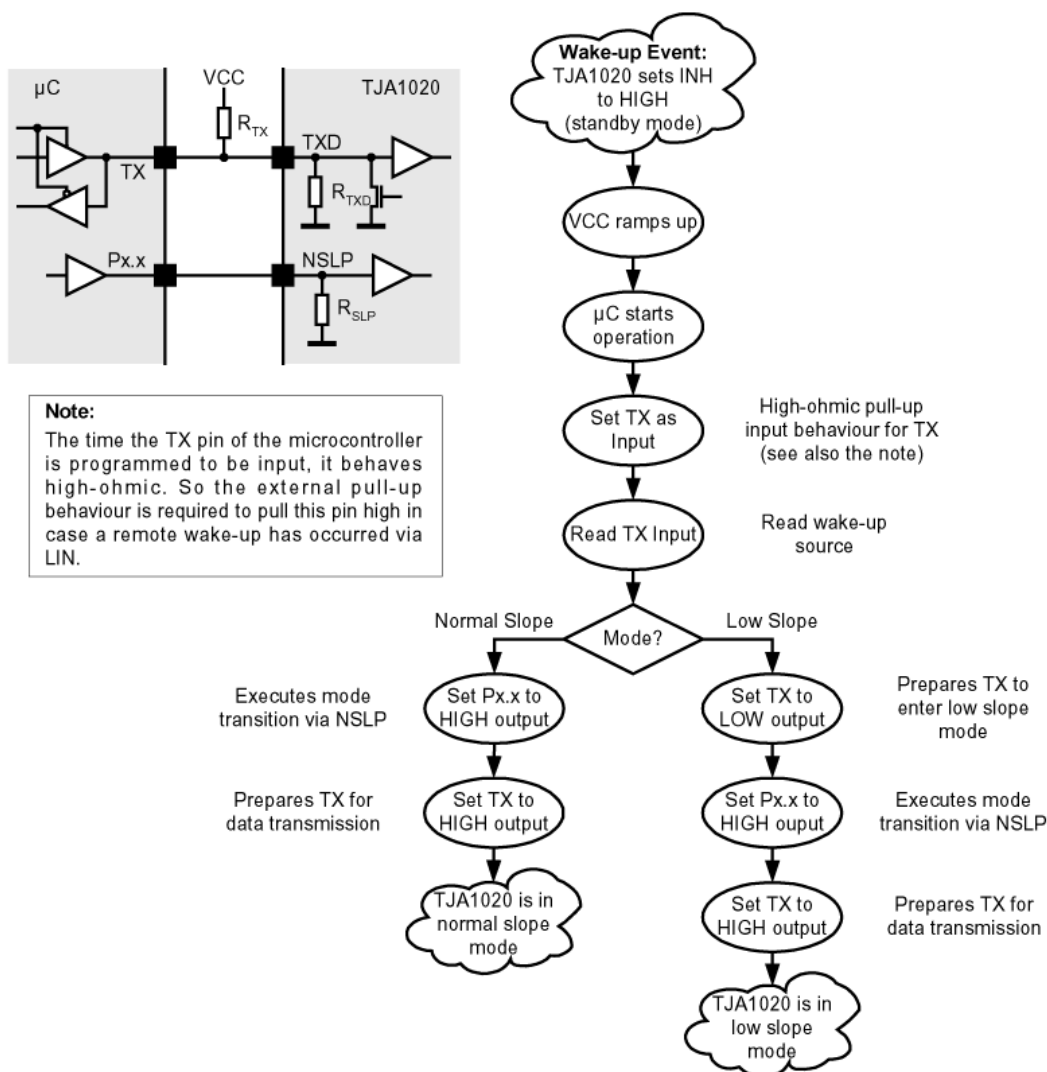 µC
VCC
TJA1020
R_TX
TX
TXD
R_TXD
Px.x
NSLP
R_SLP
Note:
The time the TX pin of the microcontroller
is programmed to be input, it behaves
high-ohmic. So the external pull-up
behaviour is required to pull this pin high in
case a remote wake-up has occurred via
LIN.
Wake-up Event:
TJA1020 sets INH
to HIGH
(standby mode)
VCC ramps up
µC starts
operation
Set TX as
Input
High-ohmic pull-up
input behaviour for TX
(see also the note)
Read TX Input
Read wake-up
source
Mode?
Normal Slope
Low Slope
Executes mode
transition via NSLP
Set Px.x to
HIGH output
Prepares TX for
data transmission
Set TX to
HIGH output
TJA1020 is in
normal slope
mode
Set TX to
LOW output
Prepares TX to
enter low slope
mode
Set Px.x to
HIGH ouput
Executes mode
transition via NSLP
Set TX to
HIGH output
Prepares TX for
data transmission
TJA1020 is in
low slope
mode